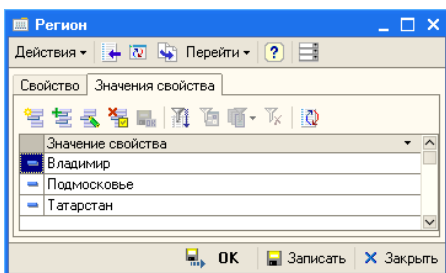 Регион
Действия Перейти ?
Свойство Значения свойства
Значение свойства
Владимир
Подмосковье
Татарстан
OK Записать Закрыть